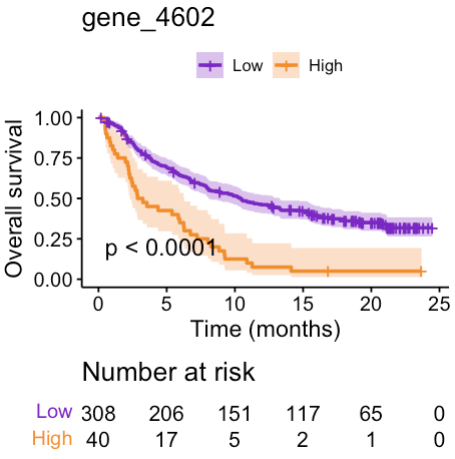 gene_4602
Low High
Overall survival
1.00
0.75
0.50
0.25
0.00
p < 0.0001
0 5 10 15 20 25
Time (months)
Number at risk
Low 308 206 151 117 65 0
High 40 17 5 2 1 0